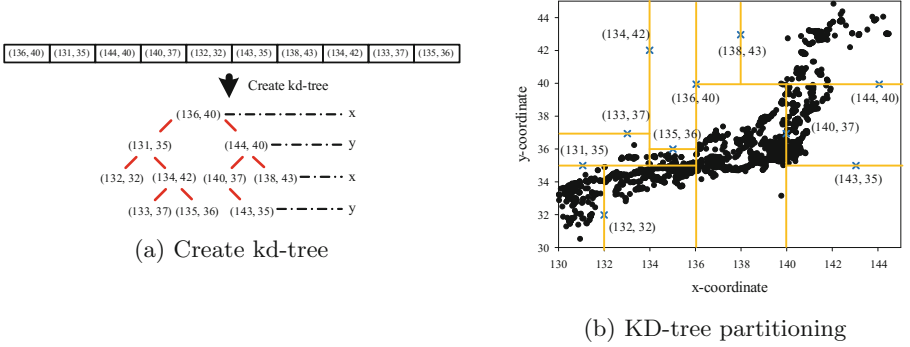 (136, 40) (131, 35) (144, 40) (140, 37) (132, 32) (143, 35) (138, 43) (134, 42) (133, 37) (135, 36)
Create kd-tree
(136, 40) x
(131, 35) (144, 40) y
(132, 32) (134, 42) (140, 37) (138, 43) x
(133, 37) (135, 36) (143, 35) y
(a) Create kd-tree
44
42
40
38
36
34
32
30
y-coordinate
(134, 42)
(138, 43)
(136, 40)
(144, 40)
(133, 37)
(135, 36)
(140, 37)
(131, 35)
(143, 35)
(132, 32)
130 132 134 136 138 140 142 144
x-coordinate
(b) KD-tree partitioning